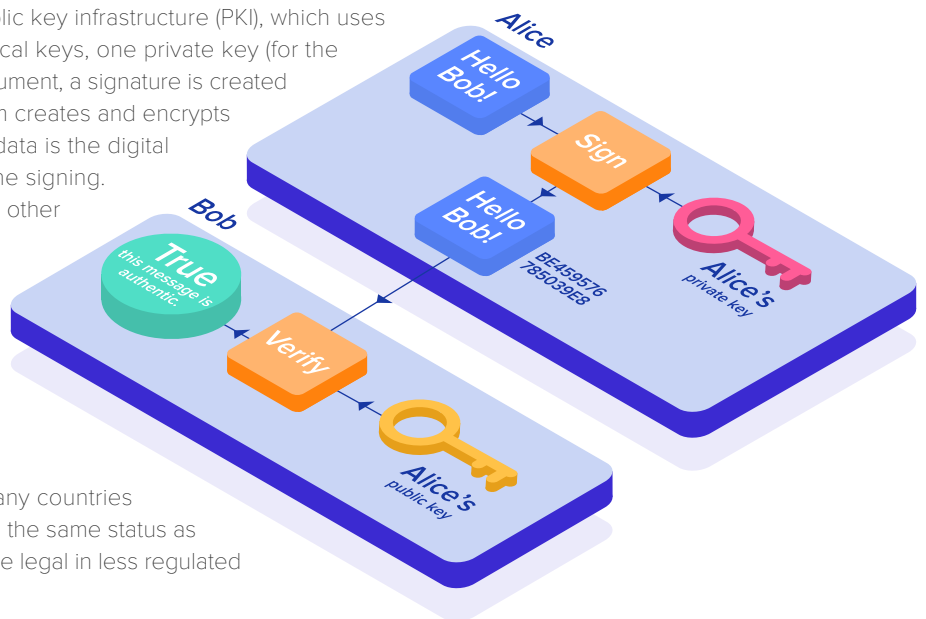 lic key infrastructure (PKI), which uses
cal keys, one private key (for the
ument, a signature is created
creates and encrypts
data is the digital
he signing.
other
Alice
Hello
Bob!
Sign
Hello
Bob!
BE459576
785039E8
Alice's
private key
Bob
True
this message is
authentic.
Verify
Alice's
public key
any countries
the same status as
e legal in less regulated